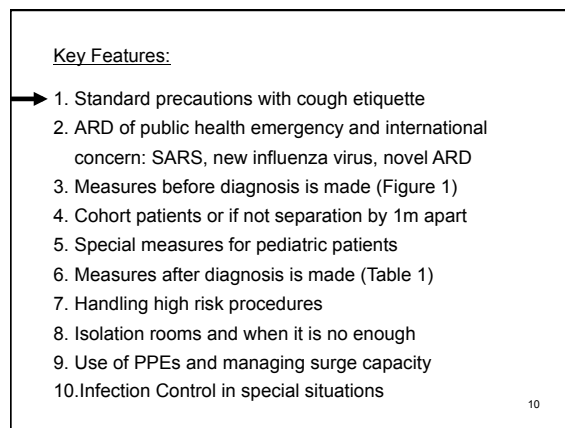 Key Features:
1. Standard precautions with cough etiquette
2. ARD of public health emergency and international
concern: SARS, new influenza virus, novel ARD
3. Measures before diagnosis is made (Figure 1)
4. Cohort patients or if not separation by 1m apart
5. Special measures for pediatric patients
6. Measures after diagnosis is made (Table 1)
7. Handling high risk procedures
8. Isolation rooms and when it is no enough
9. Use of PPEs and managing surge capacity
10.Infection Control in special situations
10